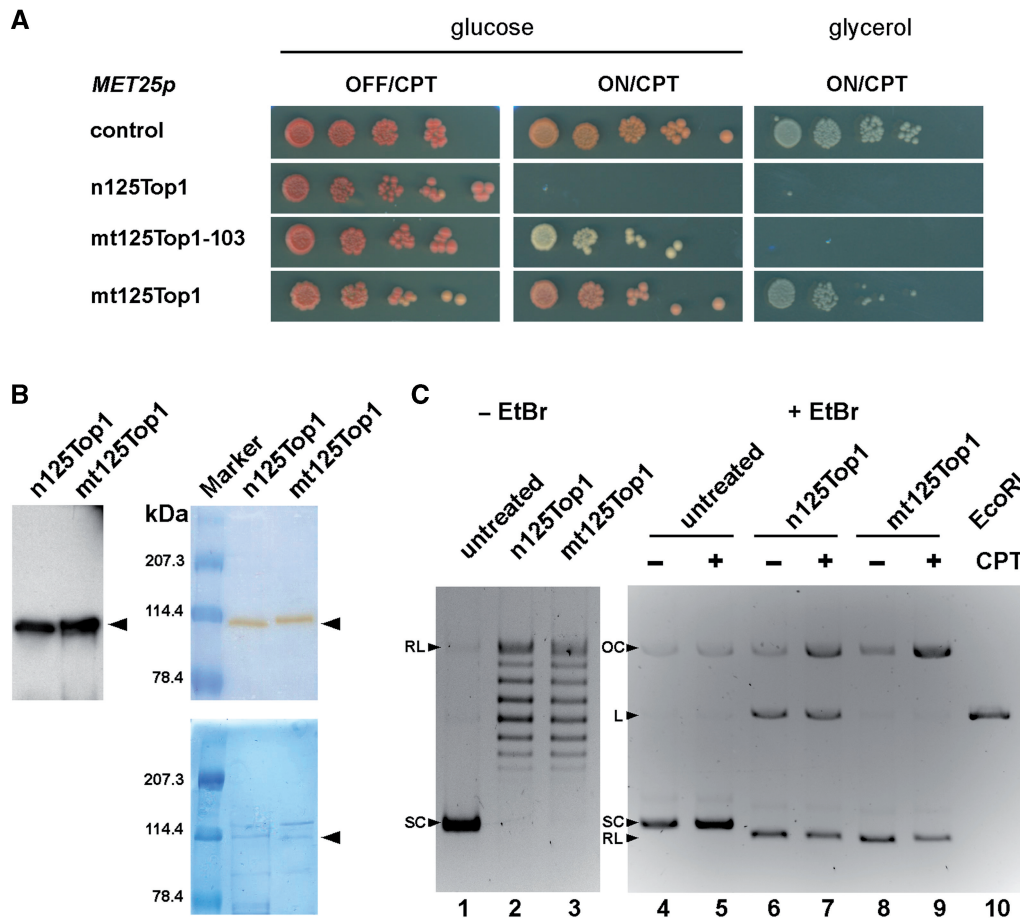 A
glucose glycerol
MET25p OFF/CPT ON/CPT ON/CPT
control
n125Top1
mt125Top1-103
mt125Top1
B
n125Top1
mt125Top1
Marker
n125Top1
mt125Top1
kDa
207.3
114.4
78.4
207.3
114.4
78.4
C
– EtBr + EtBr
untreated
n125Top1
mt125Top1
untreated
n125Top1
mt125Top1
EcoRI
– + – + – + CPT
RL
SC
OC
L
SC
RL
1 2 3 4 5 6 7 8 9 10